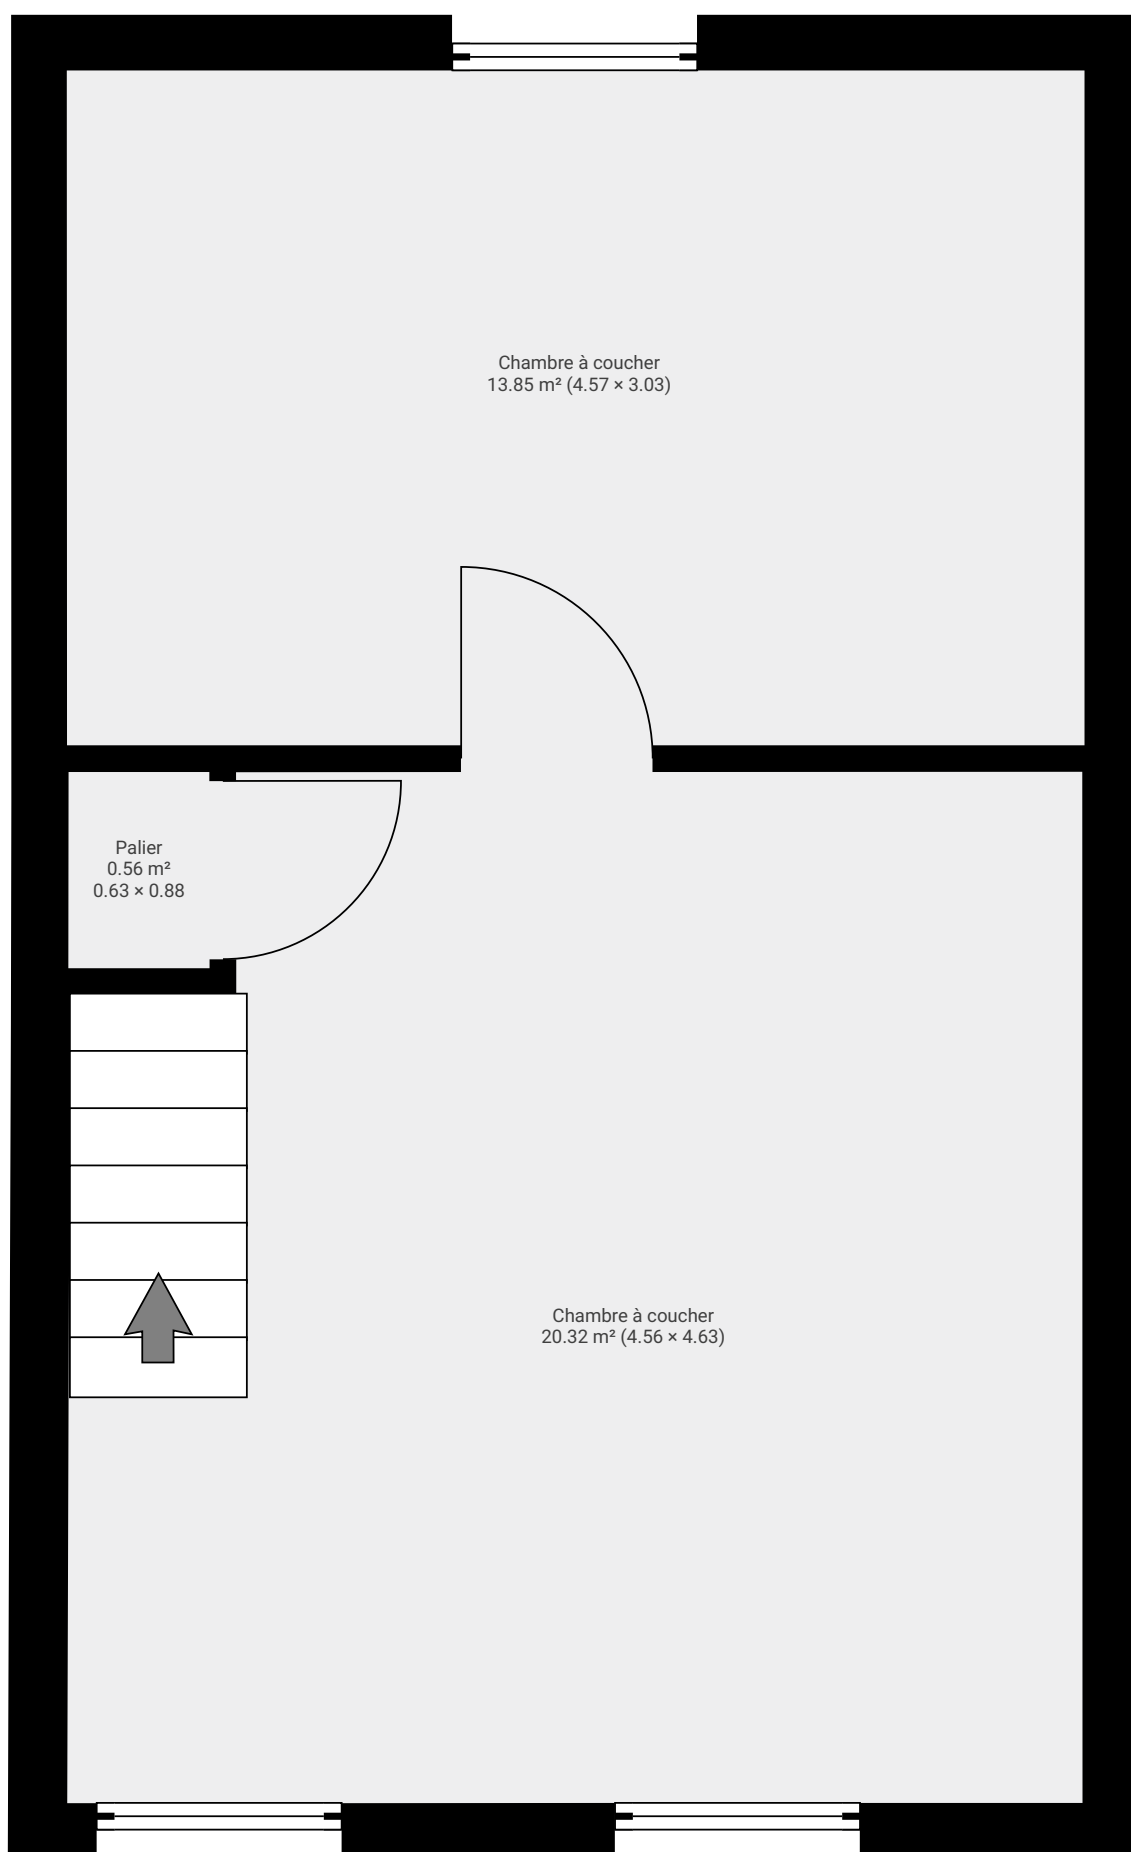 Chambre à coucher
13.85 m² (4.57 × 3.03)
Palier
0.56 m²
0.63 × 0.88
Chambre à coucher
20.32 m² (4.56 × 4.63)